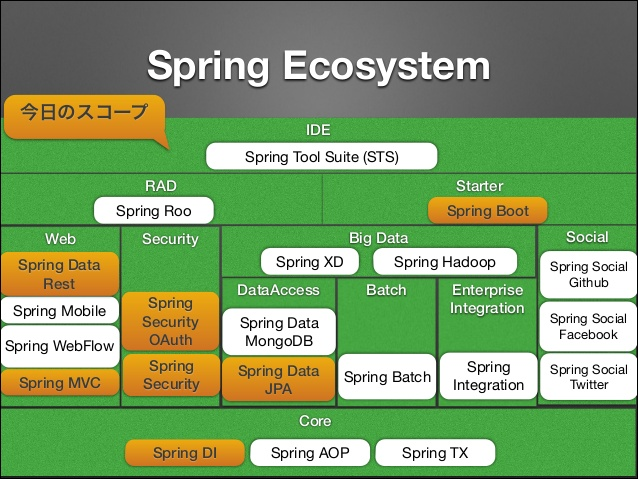 Spring Ecosystem
今日のスコープ
IDE
Spring Tool Suite (STS)
RAD
Spring Roo
Starter
Spring Boot
Web
Spring Data
Rest
Spring Mobile
Spring WebFlow
Spring MVC
Security
Spring
Security
OAuth
Spring
Security
Big Data
Spring XD
Spring Hadoop
DataAccess
Spring Data
MongoDB
Spring Data
JPA
Batch
Spring Batch
Enterprise
Integration
Spring
Integration
Social
Spring Social
Github
Spring Social
Facebook
Spring Social
Twitter
Core
Spring DI
Spring AOP
Spring TX